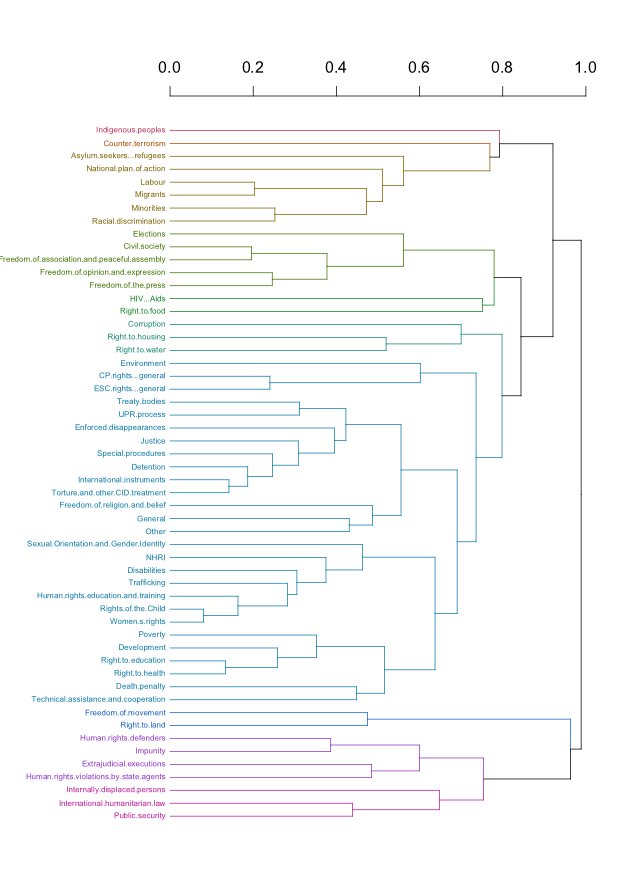 0.0 0.2 0.4 0.6 0.8 1.0
Indigenous.peoples
Counter.terrorism
Asylum.seekers...refugees
National.plan.of.action
Labour
Migrants
Minorities
Racial.discrimination
Elections
Civil.society
Freedom.of.association.and.peaceful.assembly
Freedom.of.opinion.and.expression
Freedom.of.the.press
HIV...Aids
Right.to.food
Corruption
Right.to.housing
Right.to.water
Environment
CP.rights...general
ESC.rights...general
Treaty.bodies
UPR.process
Enforced.disappearances
Justice
Special.procedures
Detention
International.instruments
Torture.and.other.CID.treatment
Freedom.of.religion.and.belief
General
Other
Sexual.Orientation.and.Gender.Identity
NHRI
Disabilities
Trafficking
Human.rights.education.and.training
Rights.of.the.Child
Women.s.rights
Poverty
Development
Right.to.education
Right.to.health
Death.penalty
Technical.assistance.and.cooperation
Freedom.of.movement
Right.to.land
Human.rights.defenders
Impunity
Extrajudicial.executions
Human.rights.violations.by.state.agents
Internally.displaced.persons
International.humanitarian.law
Public.security